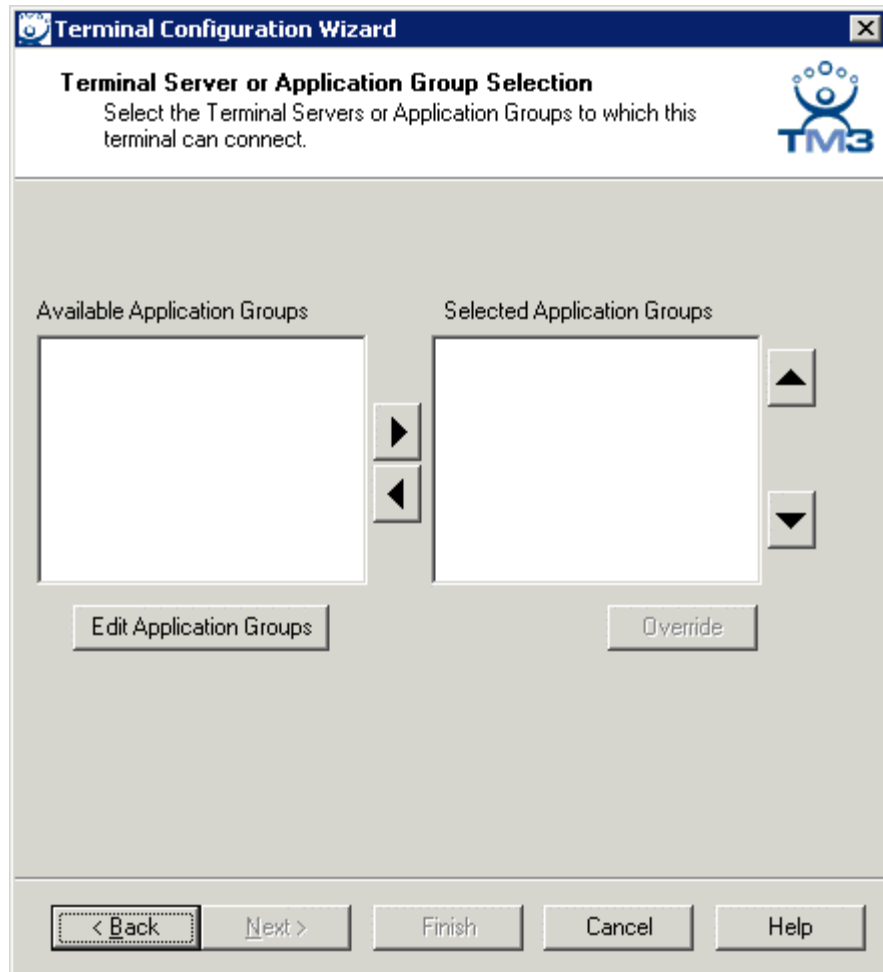 Terminal Configuration Wizard
Terminal Server or Application Group Selection
Select the Terminal Servers or Application Groups to which this
terminal can connect.
TM3
Available Application Groups
Selected Application Groups
Edit Application Groups
Override
< Back
Next >
Finish
Cancel
Help